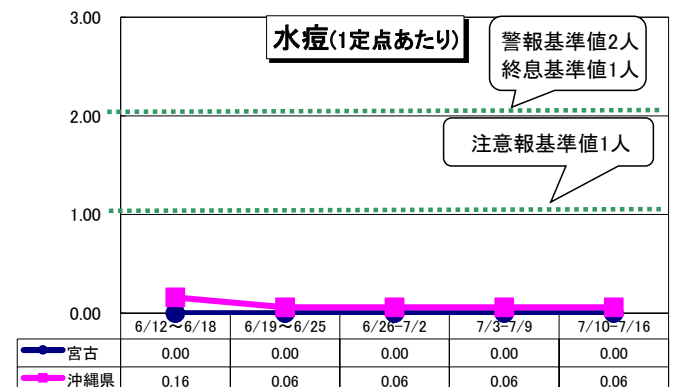 水痘(1定点あたり)
警報基準値2人
終息基準値1人
注意報基準値1人
3.00
2.00
1.00
0.00
6/12～6/18 6/19～6/25 6/26-7/2 7/3-7/9 7/10-7/16
宮古 0.00 0.00 0.00 0.00 0.00
沖縄県 0.16 0.06 0.06 0.06 0.06